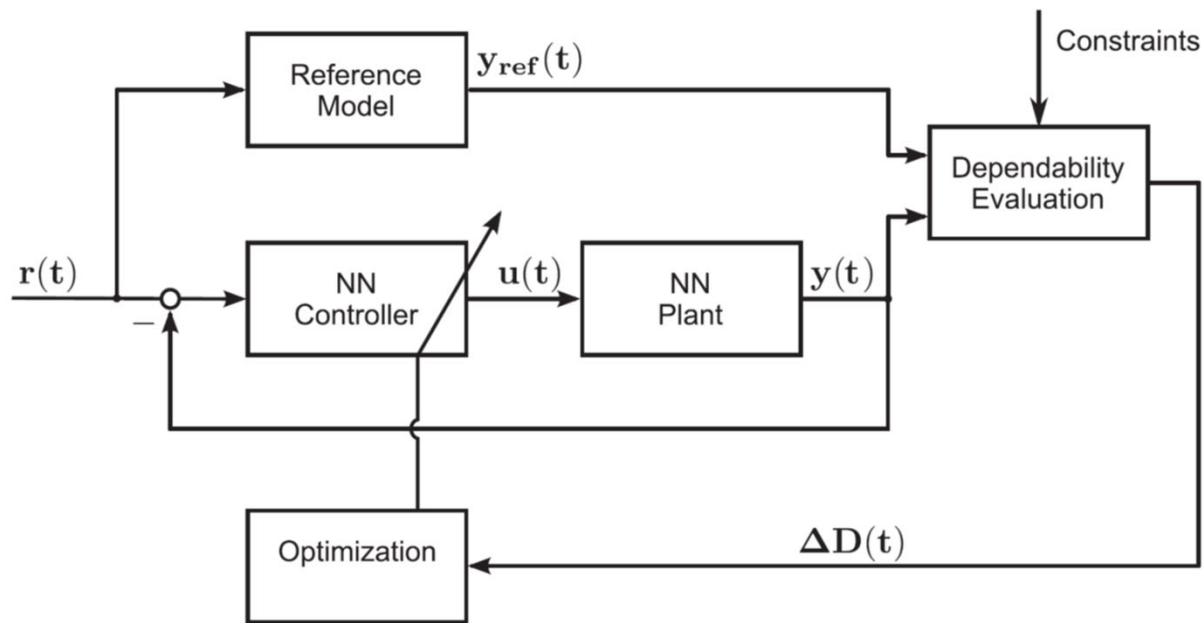 Constraints
Reference
Model
y_ref(t)
Dependability
Evaluation
r(t)
−
NN
Controller
u(t)
NN
Plant
y(t)
Optimization
ΔD(t)